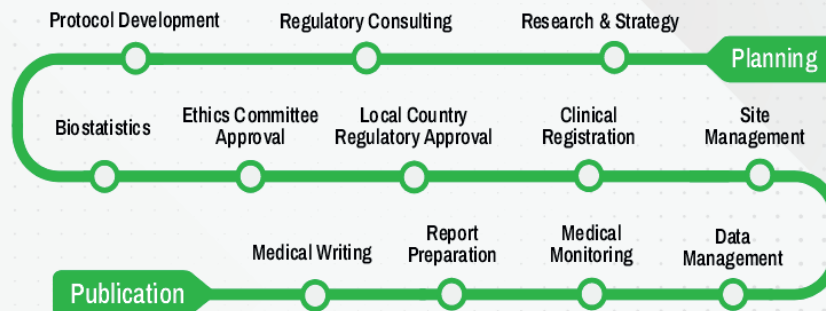 Protocol Development
Regulatory Consulting
Research & Strategy
Planning
Biostatistics
Ethics Committee
Approval
Local Country
Regulatory Approval
Clinical
Registration
Site
Management
Medical Writing
Report
Preparation
Medical
Monitoring
Data
Management
Publication